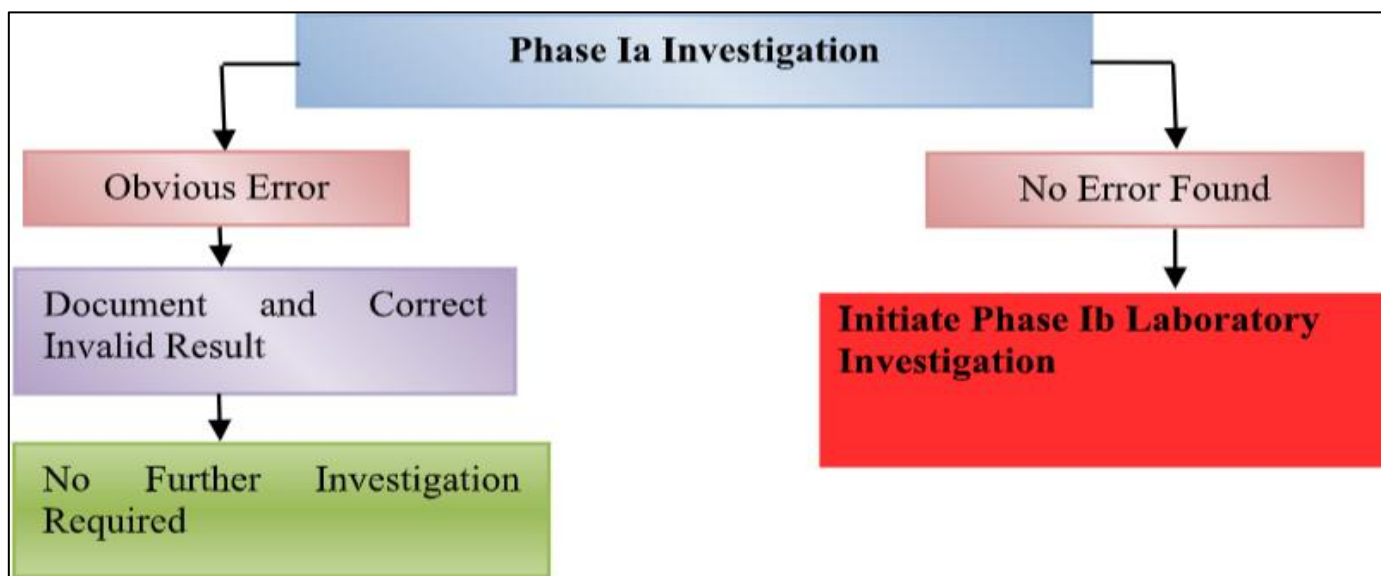 Phase Ia Investigation
Obvious Error
No Error Found
Document and Correct
Invalid Result
Initiate Phase Ib Laboratory
Investigation
No Further Investigation
Required